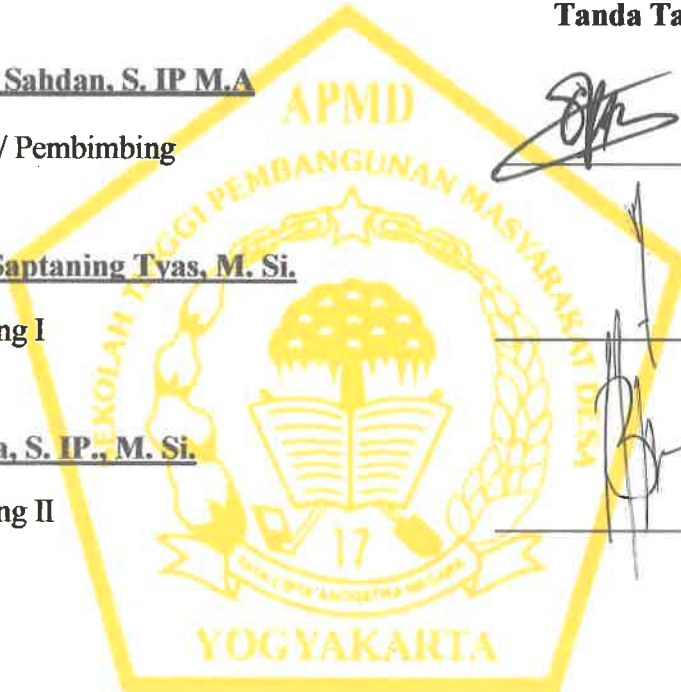 Tanda Ta
Sahdan, S. IP M.A
/ Pembimbing
Saptaning Tyas, M. Si.
ng I
a, S. IP., M. Si.
ng II
APMD
SEKOLAH TINGGI PEMBANGUNAN MASYARAKAT DESA
17
YOGYAKARTA